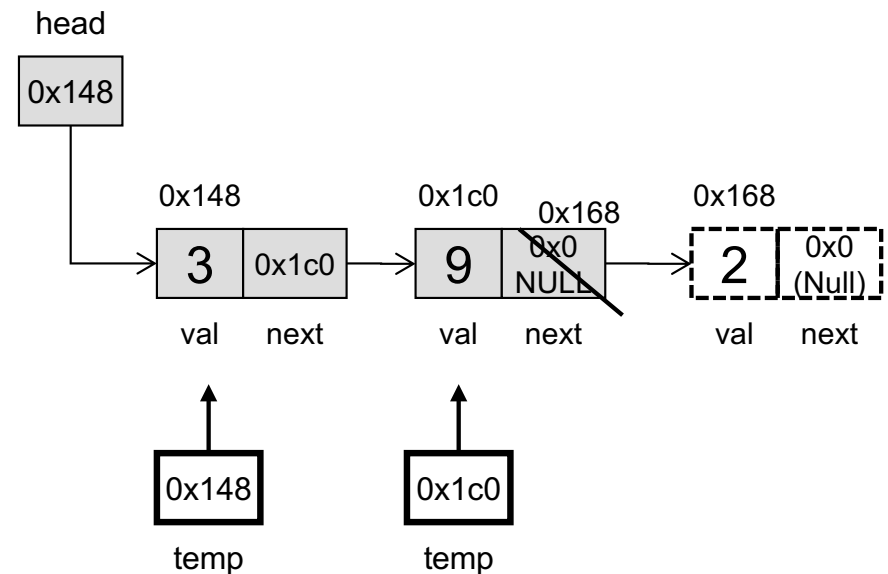 head
0x148
0x148
0x1c0
0x168
0x168
3
0x1c0
9
0x0
NULL
2
0x0
(Null)
val
next
val
next
val
next
0x148
0x1c0
temp
temp